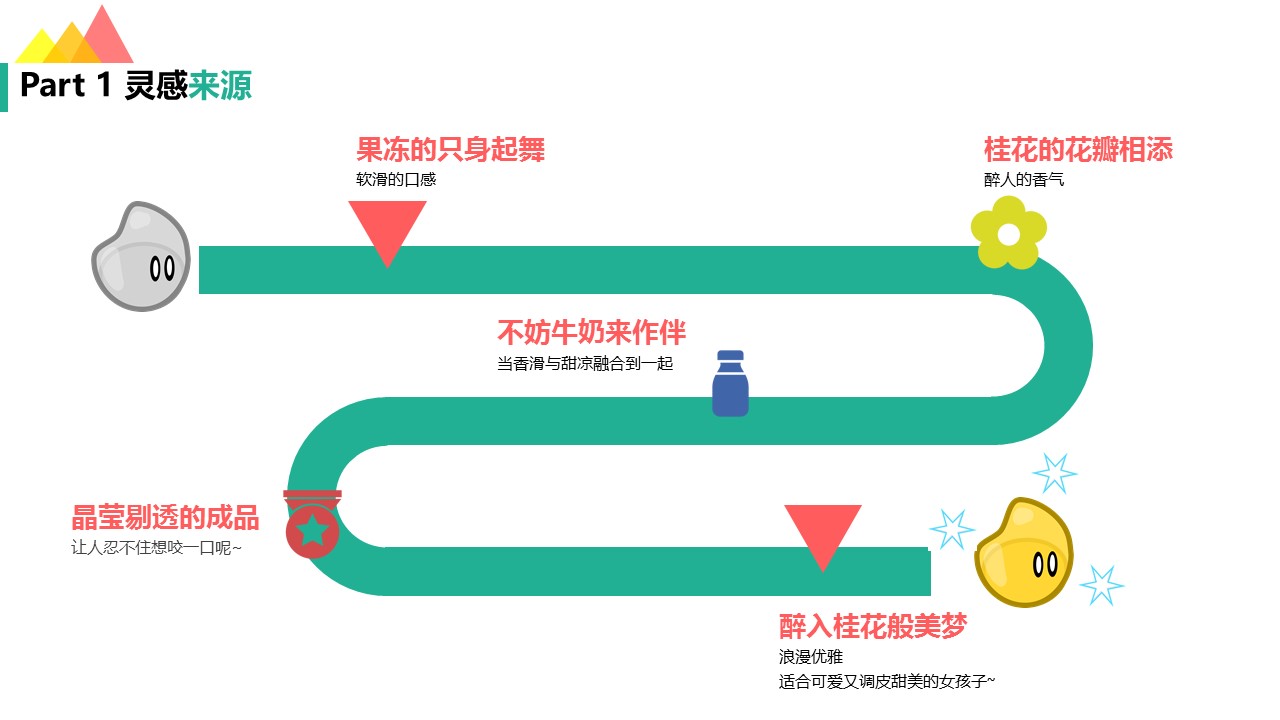 Part 1 灵感来源
果冻的只身起舞
软滑的口感
桂花的花瓣相添
醉人的香气
不妨牛奶来作伴
当香滑与甜凉融合到一起
晶莹剔透的成品
让人忍不住想咬一口呢~
醉入桂花般美梦
浪漫优雅
适合可爱又调皮甜美的女孩子~